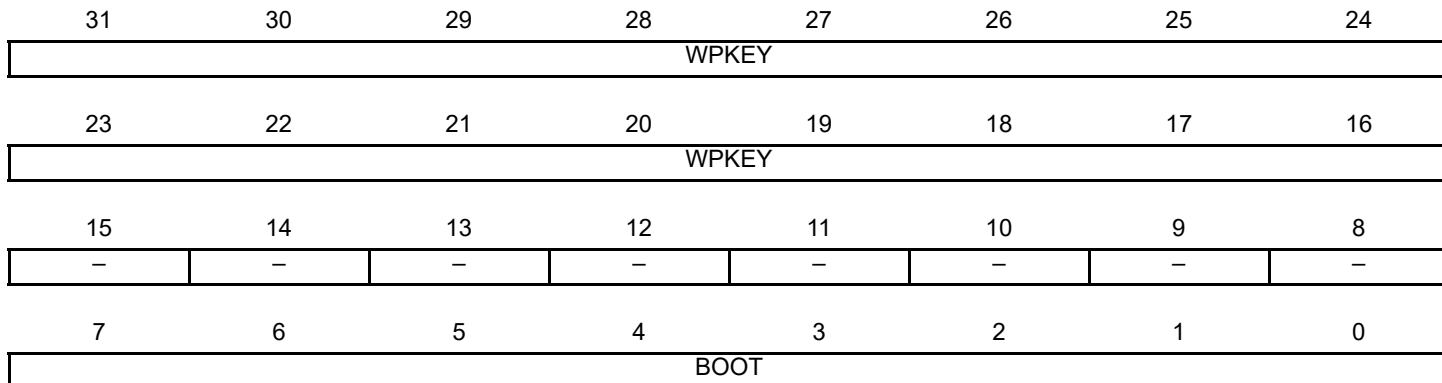 31 30 29 28 27 26 25 24
WPKEY
23 22 21 20 19 18 17 16
WPKEY
15 14 13 12 11 10 9 8
– – – – – – – –
7 6 5 4 3 2 1 0
BOOT